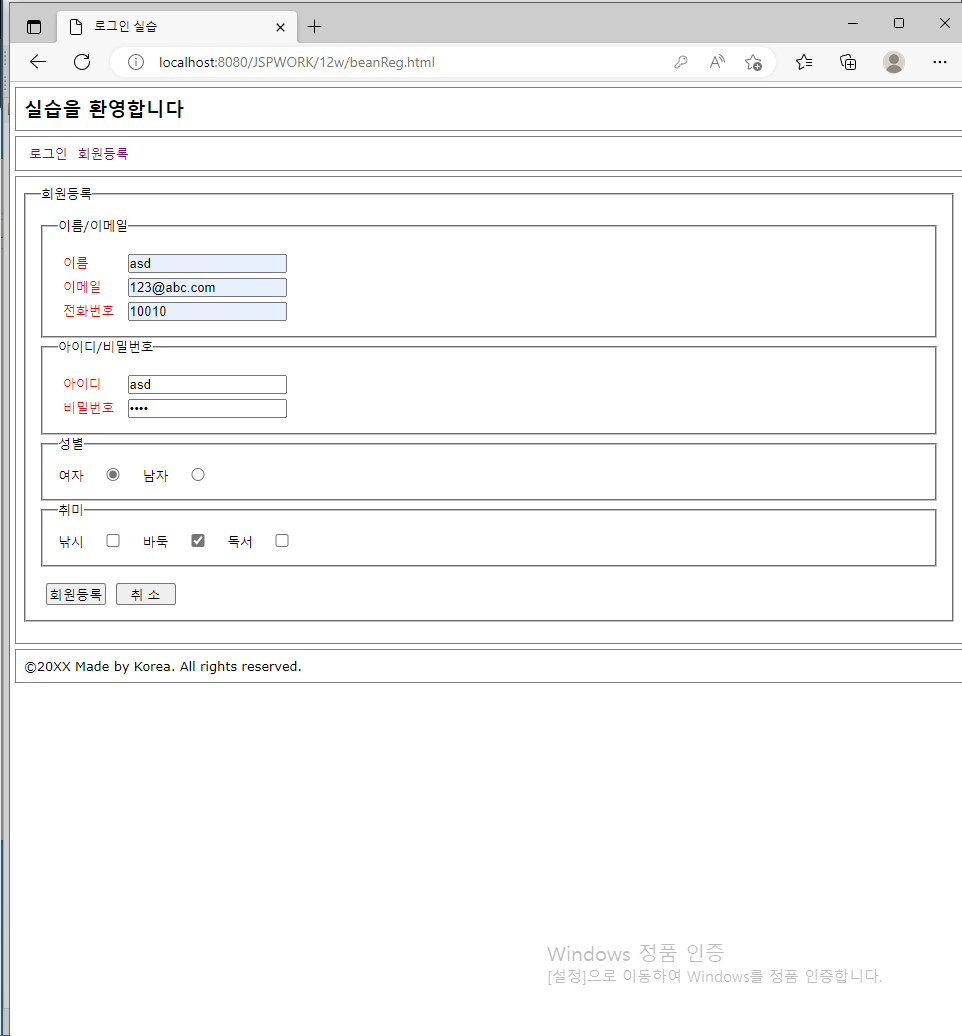 로그인 실습
localhost:8080/JSPWORK/12w/beanReg.html
실습을 환영합니다
로그인 회원등록
회원등록
이름/이메일
이름 asd
이메일 123@abc.com
전화번호 10010
아이디/비밀번호
아이디 asd
비밀번호 ••••
성별
여자 남자
취미
낚시 바둑 독서
회원등록 취 소
©20XX Made by Korea. All rights reserved.
Windows 정품 인증
[설정]으로 이동하여 Windows를 정품 인증합니다.